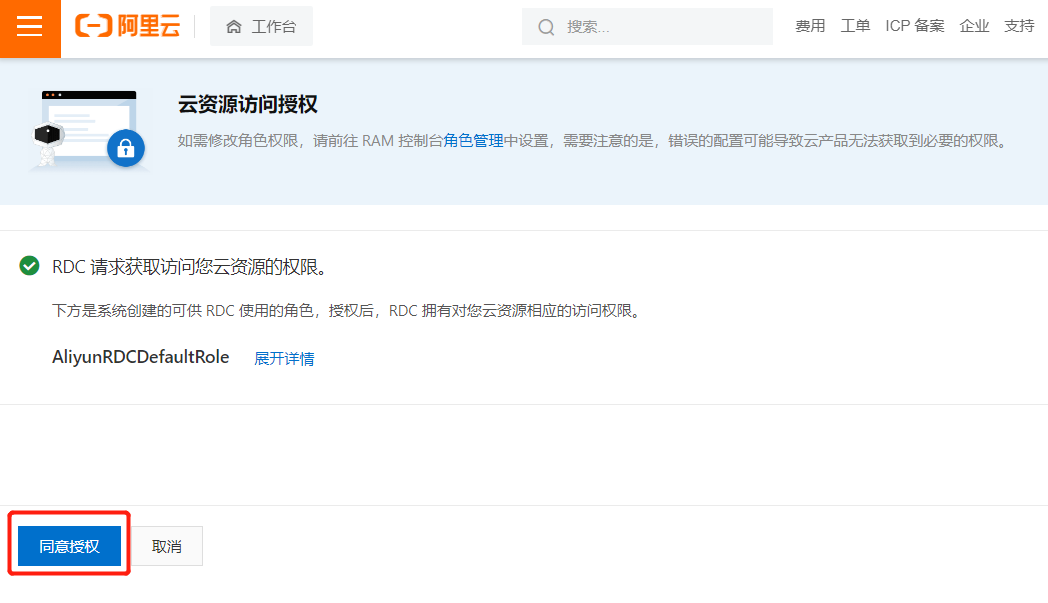 阿里云 工作台 搜索... 费用 工单 ICP 备案 企业 支持
云资源访问授权
如需修改角色权限，请前往 RAM 控制台角色管理中设置，需要注意的是，错误的配置可能导致云产品无法获取到必要的权限。
RDC 请求获取访问您云资源的权限。
下方是系统创建的可供 RDC 使用的角色，授权后，RDC 拥有对您云资源相应的访问权限。
AliyunRDCDefaultRole 展开详情
同意授权 取消